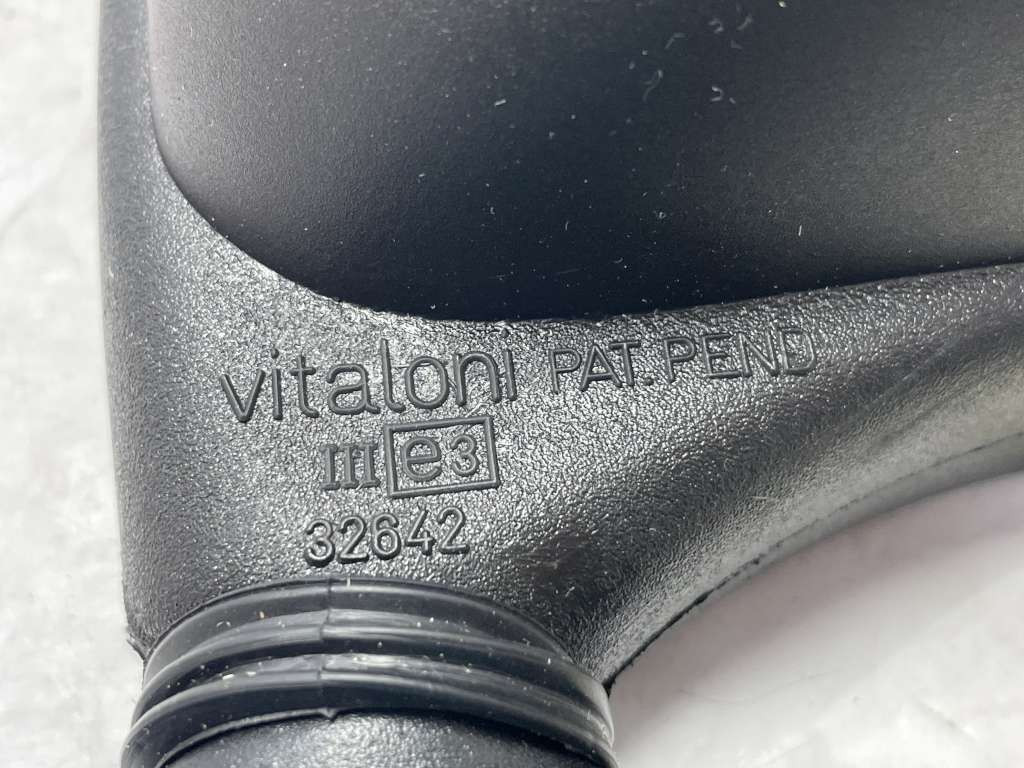 vitaloni PAT. PEND
III e3
32642